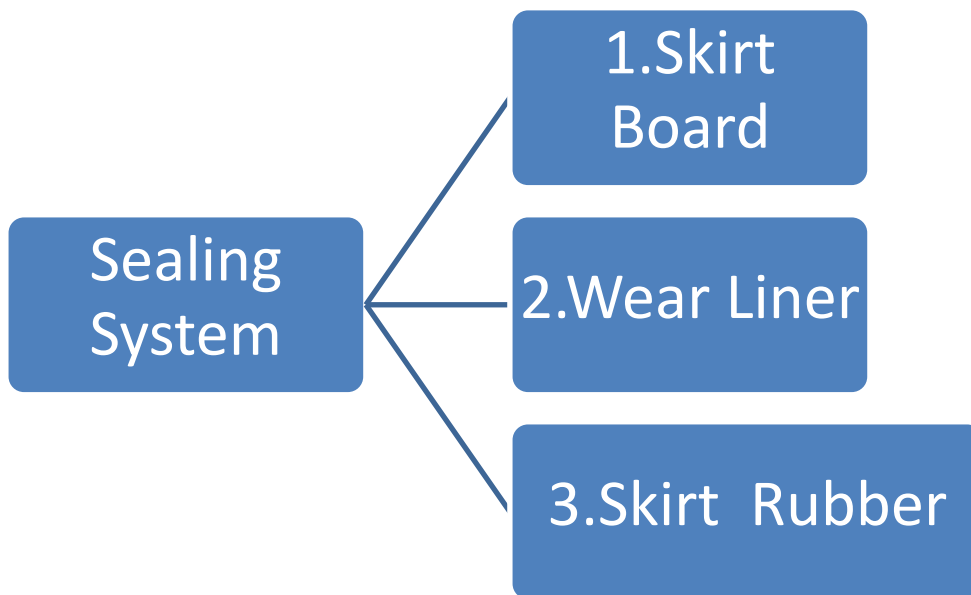 1.Skirt
Board
Sealing
System
2.Wear Liner
3.Skirt  Rubber